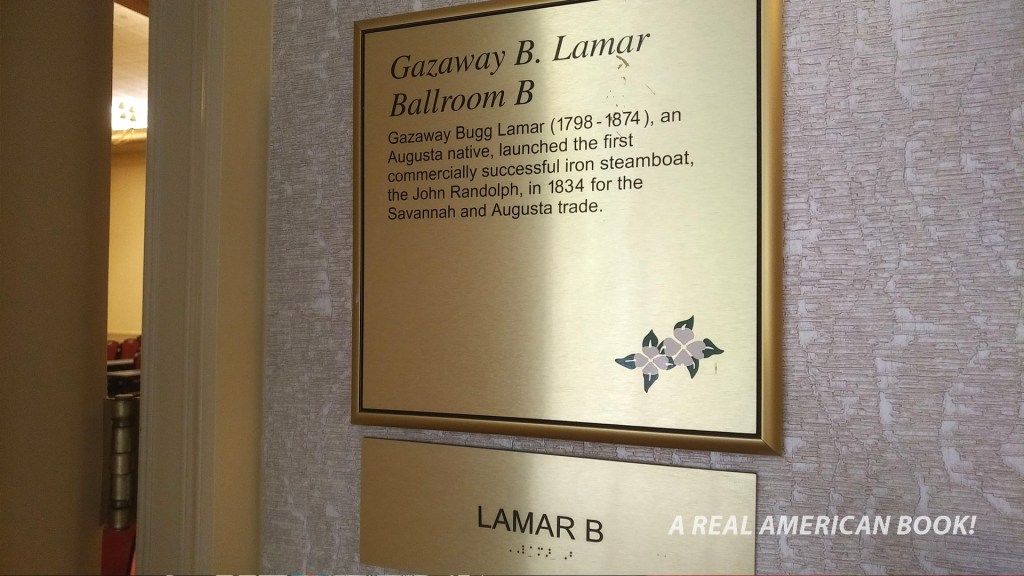 Gazaway B. Lamar
Ballroom B
Gazaway Bugg Lamar (1798-1874), an
Augusta native, launched the first
commercially successful iron steamboat,
the John Randolph, in 1834 for the
Savannah and Augusta trade.
LAMAR B
A REAL AMERICAN BOOK!